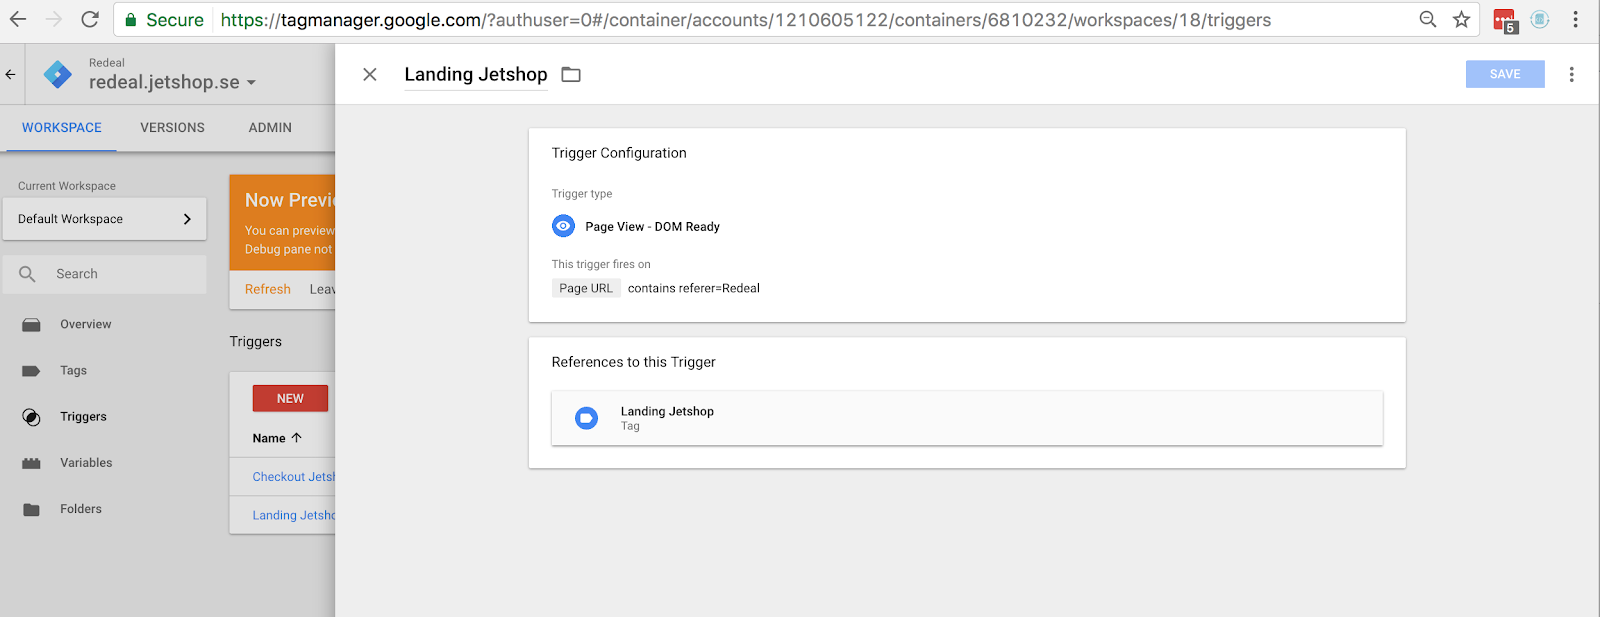 Secure https://tagmanager.google.com/?authuser=0#/container/accounts/1210605122/containers/6810232/workspaces/18/triggers
5
Redeal
redeal.jetshop.se
Landing Jetshop
SAVE
WORKSPACE VERSIONS ADMIN
Current Workspace
Default Workspace
Search
Overview
Tags
Triggers
Variables
Folders
Now Previ
You can preview
Debug pane not
Refresh Leav
Triggers
NEW
Name
Checkout Jetsh
Landing Jetsho
Trigger Configuration
Trigger type
Page View - DOM Ready
This trigger fires on
Page URL contains referer=Redeal
References to this Trigger
Landing Jetshop
Tag